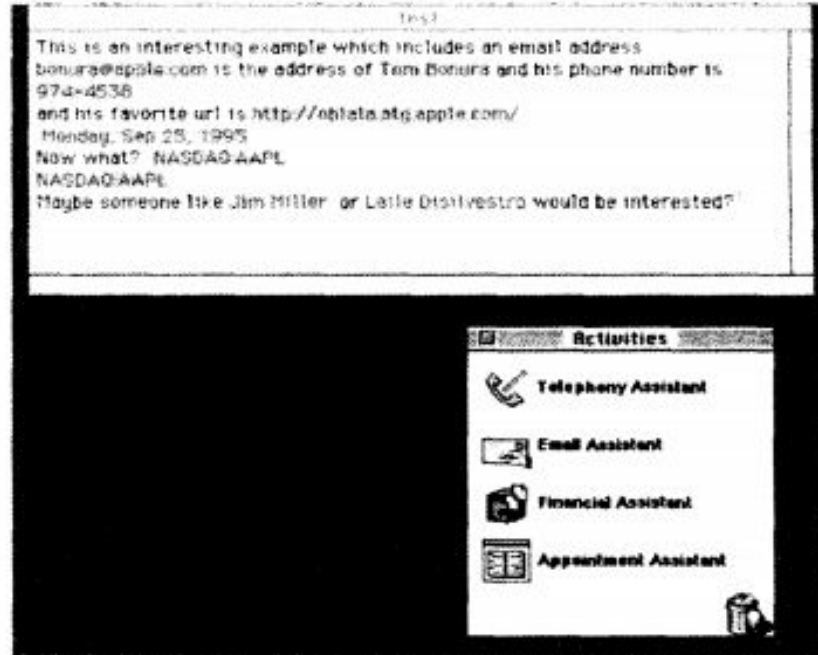 This is an interesting example which includes an email address
bonura@apple.com is the address of Tom Bonura and his phone number is
974-4538
and his favorite url is http://ohlala.atg.apple.com/
Monday, Sep 25, 1995
Now what? NASDAQ:AAPL
NASDAQ:AAPL
Maybe someone like Jim Miller or Disilvestro would be interested?
Activities
Telephony Assistant
Email Assistant
Financial Assistant
Appointment Assistant